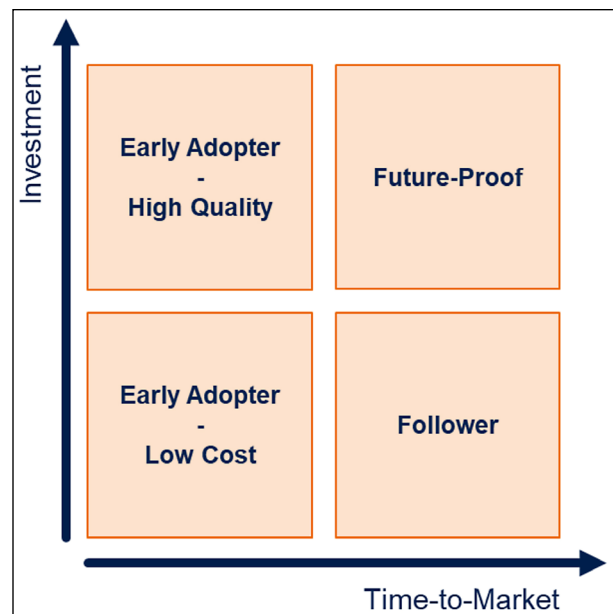 Investment
Early Adopter
-
High Quality
Future-Proof
Early Adopter
-
Low Cost
Follower
Time-to-Market